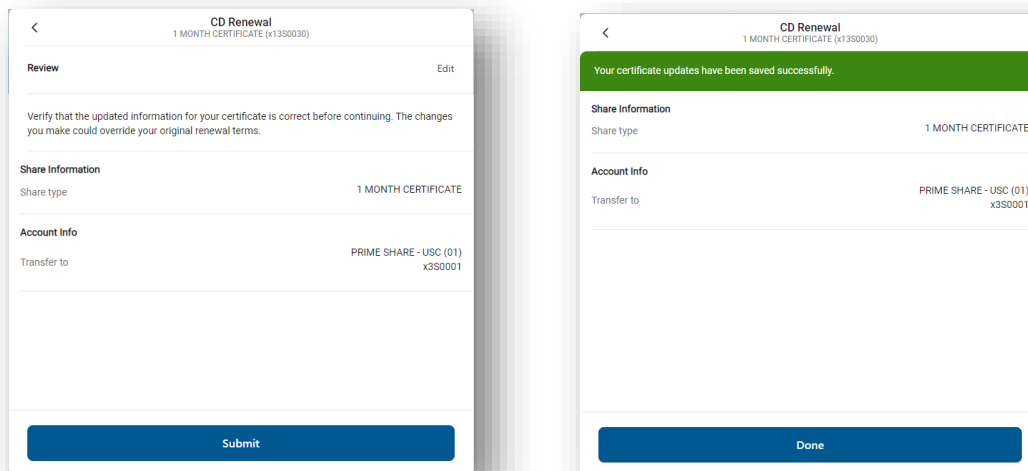 CD Renewal
1 MONTH CERTIFICATE (x13S0030)
Review
Edit
Verify that the updated information for your certificate is correct before continuing. The changes
you make could override your original renewal terms.
Share Information
Share type
1 MONTH CERTIFICATE
Account Info
Transfer to
PRIME SHARE - USC (01)
x3S0001
Submit
CD Renewal
1 MONTH CERTIFICATE (x13S0030)
Your certificate updates have been saved successfully.
Share Information
Share type
1 MONTH CERTIFICATE
Account Info
Transfer to
PRIME SHARE - USC (01)
x3S0001
Done